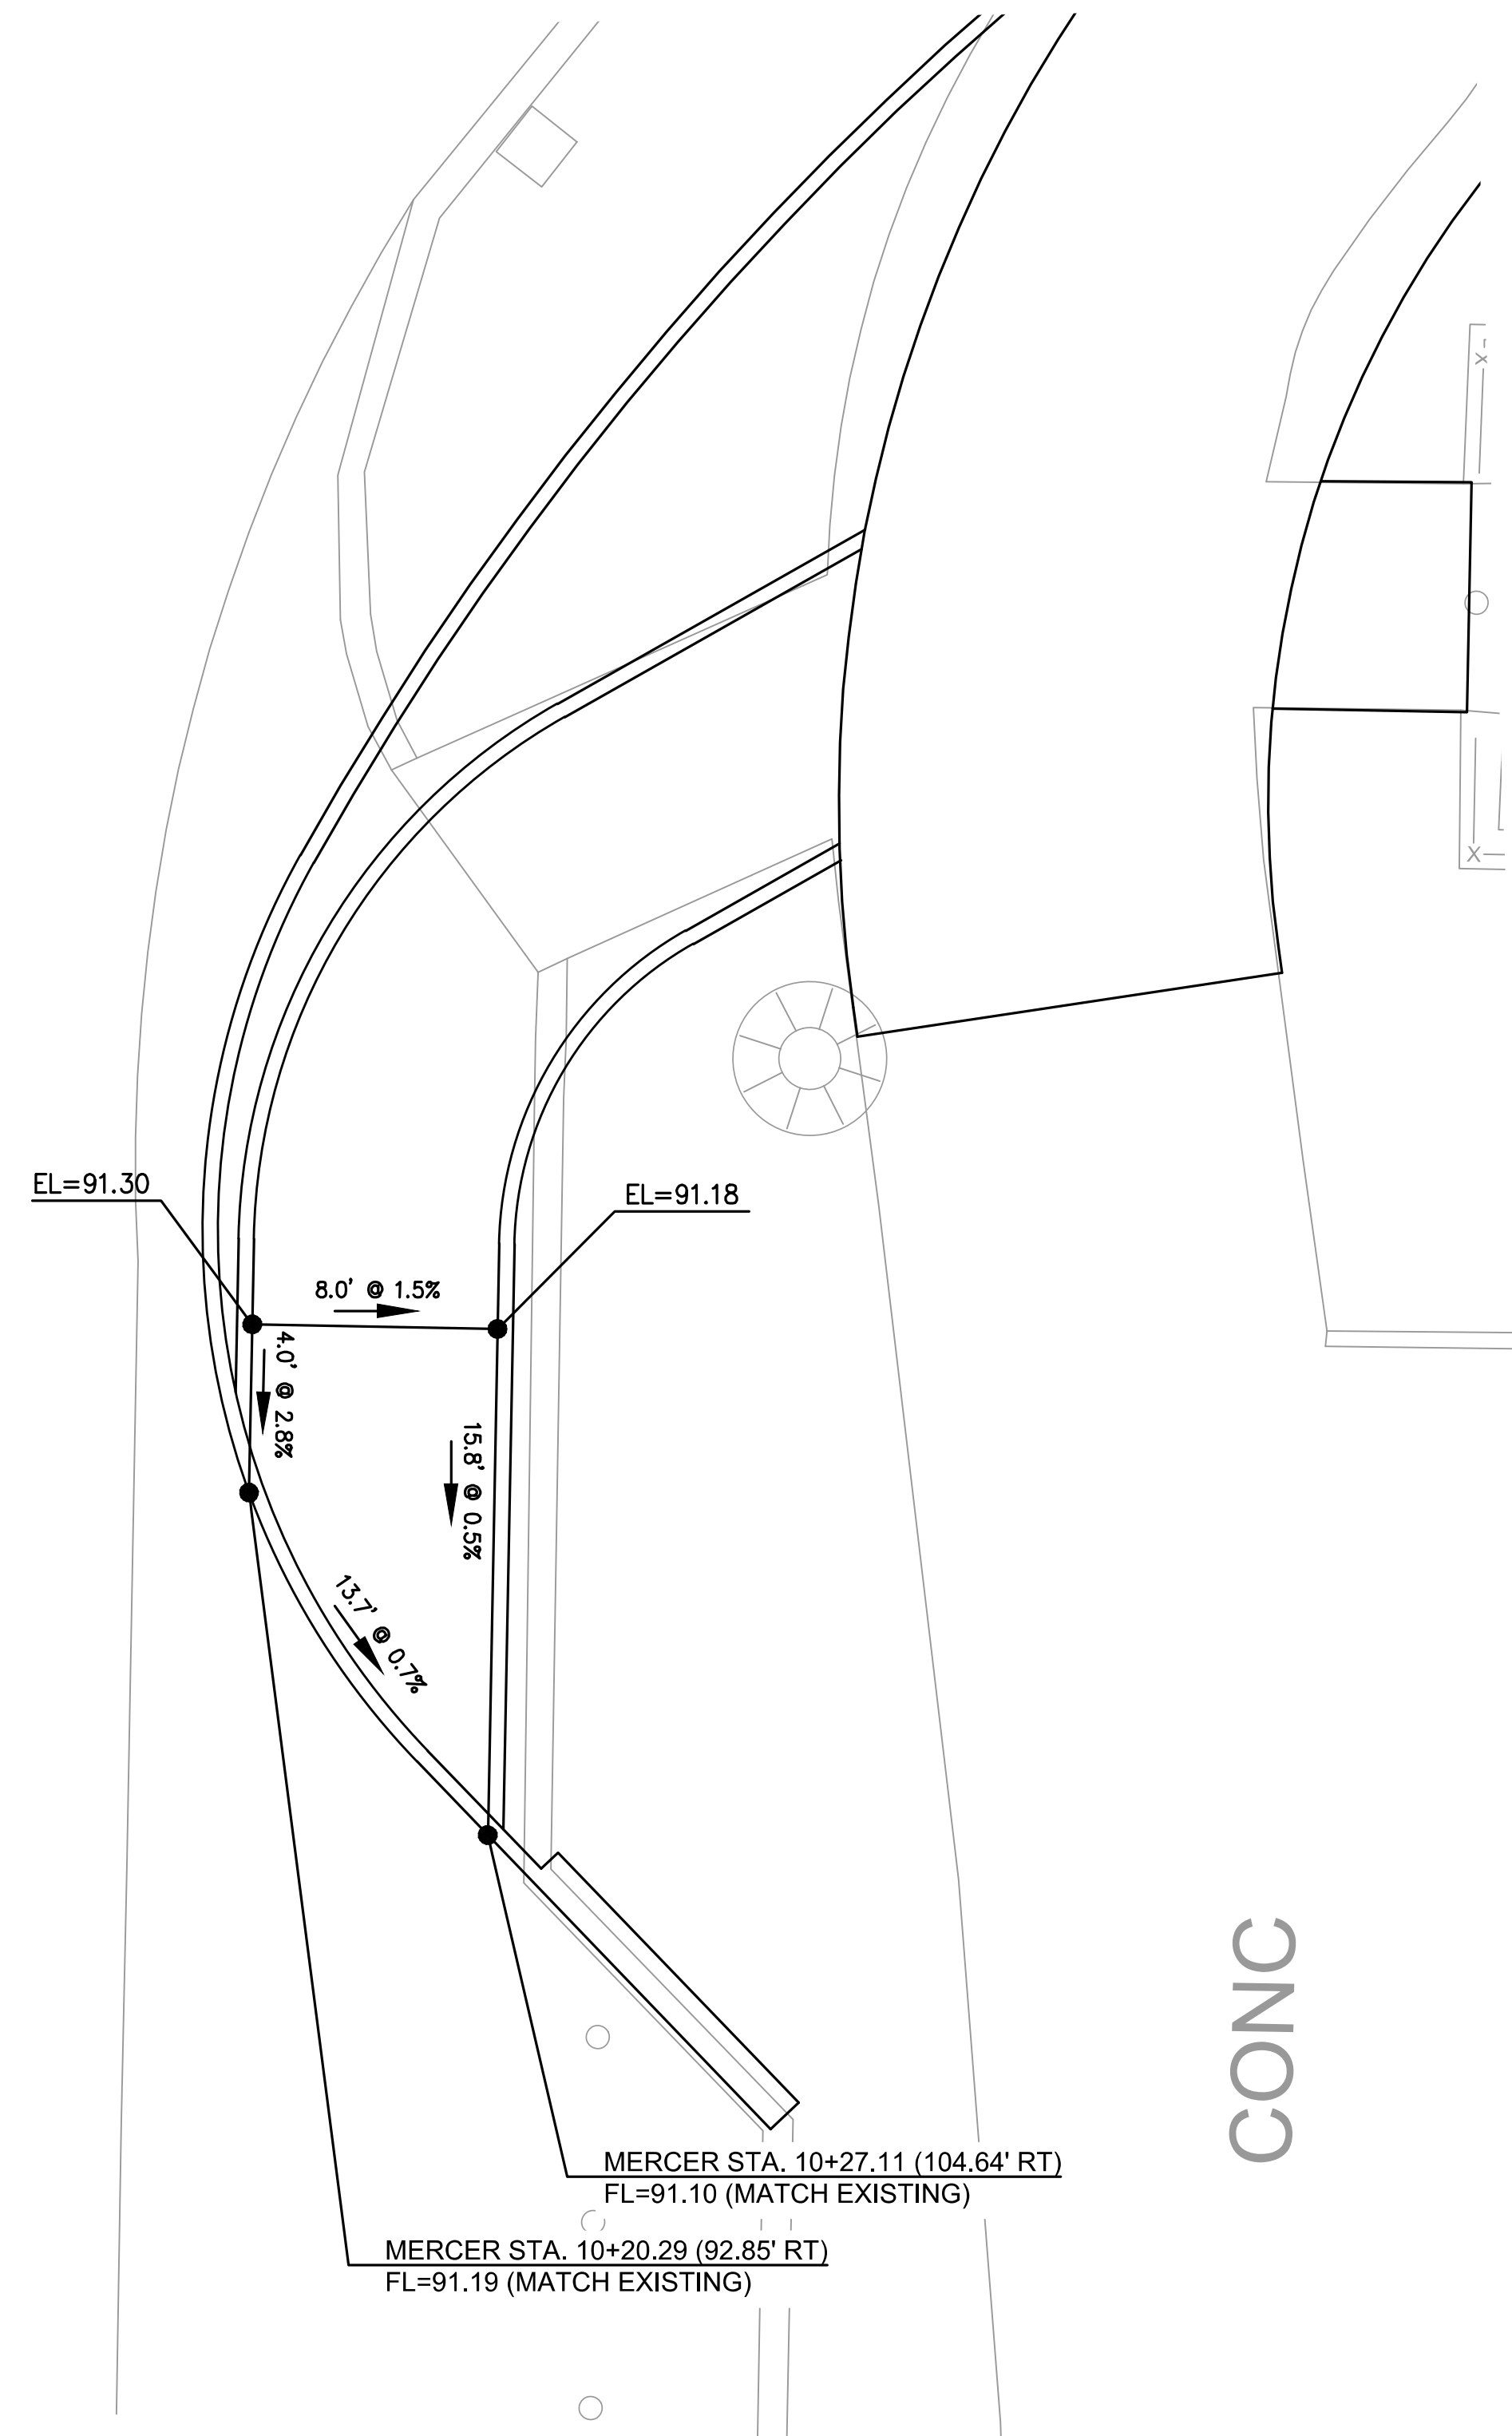 X
X
EL=91.30
EL=91.18
8.0' @ 1.5%
4.0' @ 2.8%
15.8' @ 0.5%
13.7' @ 0.7%
CONC
MERCER STA. 10+27.11 (104.64' RT)
FL=91.10 (MATCH EXISTING)
MERCER STA. 10+20.29 (92.85' RT)
FL=91.19 (MATCH EXISTING)